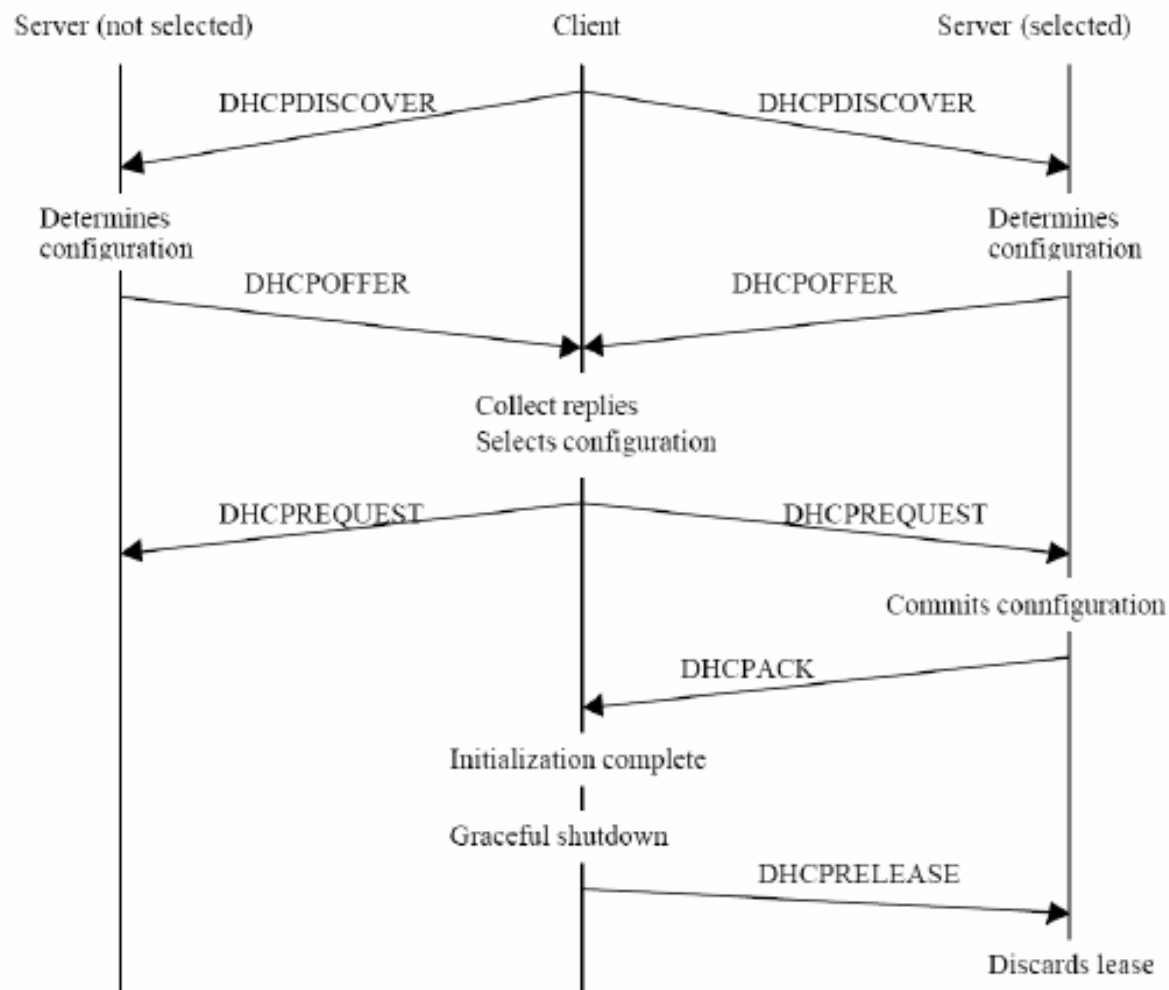 Server (not selected) Client Server (selected)
DHCPDISCOVER DHCPDISCOVER
Determines
configuration
Determines
configuration
DHCPOFFER DHCPOFFER
Collect replies
Selects configuration
DHCPREQUEST DHCPREQUEST
Commits connfiguration
DHCPACK
Initialization complete
Graceful shutdown
DHCPRELEASE
Discards lease